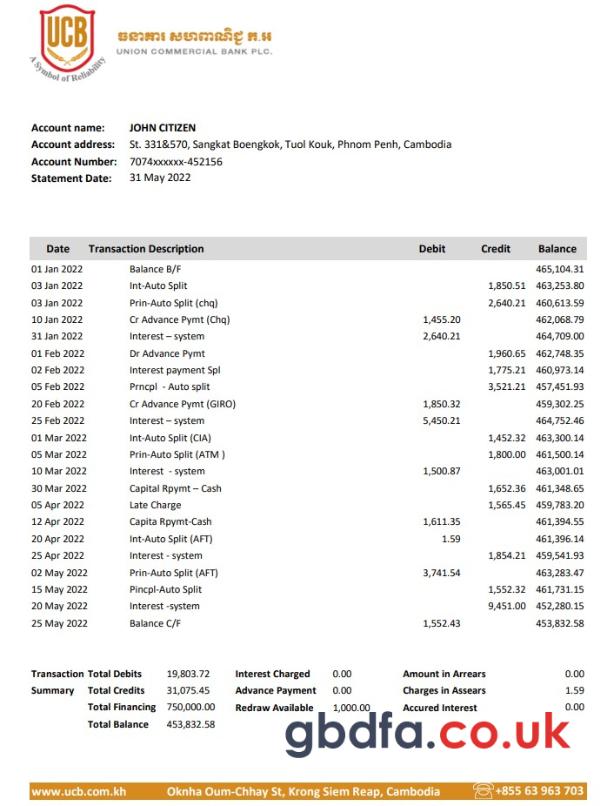 UCB
A Symbol of Reliability
ធនាគារ សហពាណិជ្ជ ក.អ
UNION COMMERCIAL BANK PLC.
Account name: JOHN CITIZEN
Account address: St. 331&570, Sangkat Boengkok, Tuol Kouk, Phnom Penh, Cambodia
Account Number: 7074xxxxxx-452156
Statement Date: 31 May 2022
Date Transaction Description Debit Credit Balance
01 Jan 2022 Balance B/F 465,104.31
03 Jan 2022 Int-Auto Split 1,850.51 463,253.80
03 Jan 2022 Prin-Auto Split (chq) 2,640.21 460,613.59
10 Jan 2022 Cr Advance Pymt (Chq) 1,455.20 462,068.79
31 Jan 2022 Interest – system 2,640.21 464,709.00
01 Feb 2022 Dr Advance Pymt 1,960.65 462,748.35
02 Feb 2022 Interest payment Spl 1,775.21 460,973.14
05 Feb 2022 Prncpl - Auto split 3,521.21 457,451.93
20 Feb 2022 Cr Advance Pymt (GIRO) 1,850.32 459,302.25
25 Feb 2022 Interest – system 5,450.21 464,752.46
01 Mar 2022 Int-Auto Split (CIA) 1,452.32 463,300.14
05 Mar 2022 Prin-Auto Split (ATM ) 1,800.00 461,500.14
10 Mar 2022 Interest - system 1,500.87 463,001.01
30 Mar 2022 Capital Rpymt – Cash 1,652.36 461,348.65
05 Apr 2022 Late Charge 1,565.45 459,783.20
12 Apr 2022 Capita Rpymt-Cash 1,611.35 461,394.55
20 Apr 2022 Int-Auto Split (AFT) 1.59 461,396.14
25 Apr 2022 Interest - system 1,854.21 459,541.93
02 May 2022 Prin-Auto Split (AFT) 3,741.54 463,283.47
15 May 2022 Pincpl-Auto Split 1,552.32 461,731.15
20 May 2022 Interest -system 9,451.00 452,280.15
25 May 2022 Balance C/F 1,552.43 453,832.58
Transaction Total Debits 19,803.72 Interest Charged 0.00 Amount in Arrears 0.00
Summary Total Credits 31,075.45 Advance Payment 0.00 Charges in Assears 1.59
Total Financing 750,000.00 Redraw Available 1,000.00 Accured Interest 0.00
Total Balance 453,832.58
gbdfa.co.uk
www.ucb.com.kh Oknha Oum-Chhay St, Krong Siem Reap, Cambodia +855 63 963 703